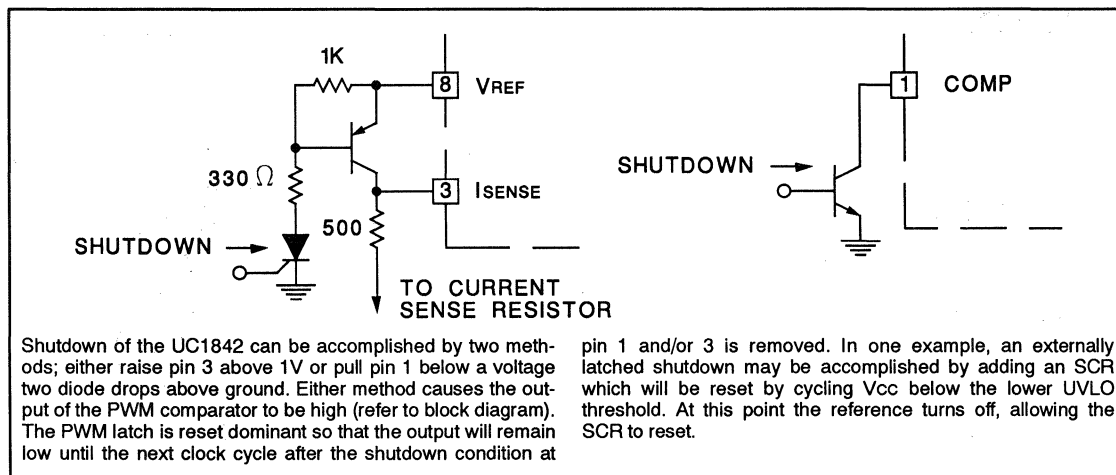 1K
8 VREF
330 Ω
3 ISENSE
500
SHUTDOWN
TO CURRENT
SENSE RESISTOR
1 COMP
SHUTDOWN
Shutdown of the UC1842 can be accomplished by two meth-
ods; either raise pin 3 above 1V or pull pin 1 below a voltage
two diode drops above ground. Either method causes the out-
put of the PWM comparator to be high (refer to block diagram).
The PWM latch is reset dominant so that the output will remain
low until the next clock cycle after the shutdown condition at
pin 1 and/or 3 is removed. In one example, an externally
latched shutdown may be accomplished by adding an SCR
which will be reset by cycling Vcc below the lower UVLO
threshold. At this point the reference turns off, allowing the
SCR to reset.